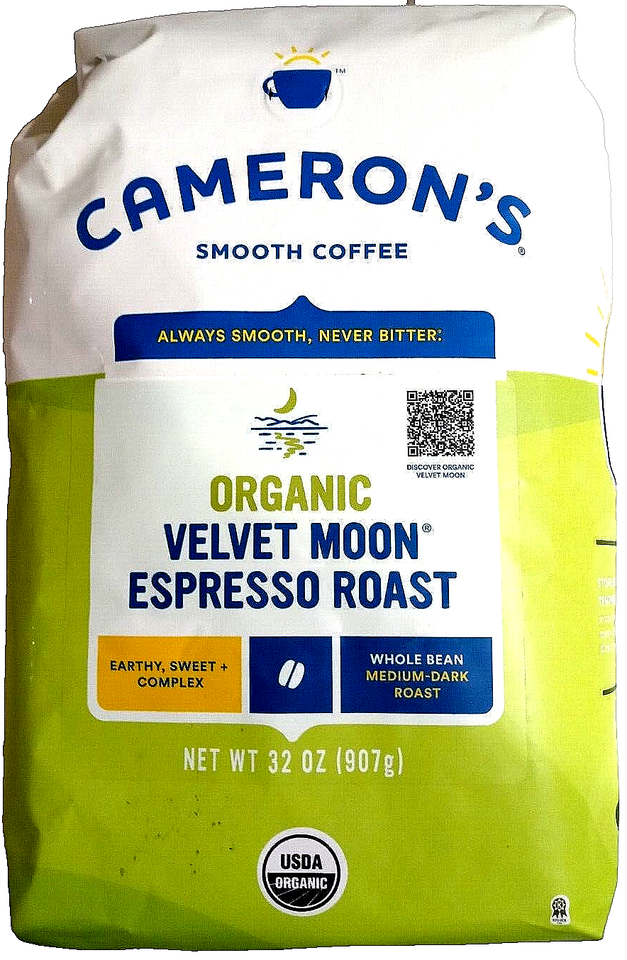 ™
CAMERON'S®
SMOOTH COFFEE
ALWAYS SMOOTH, NEVER BITTER.®
DISCOVER ORGANIC
VELVET MOON
ORGANIC
VELVET MOON®
ESPRESSO ROAST
EARTHY, SWEET +
COMPLEX
WHOLE BEAN
MEDIUM-DARK
ROAST
NET WT 32 OZ (907g)
USDA
ORGANIC